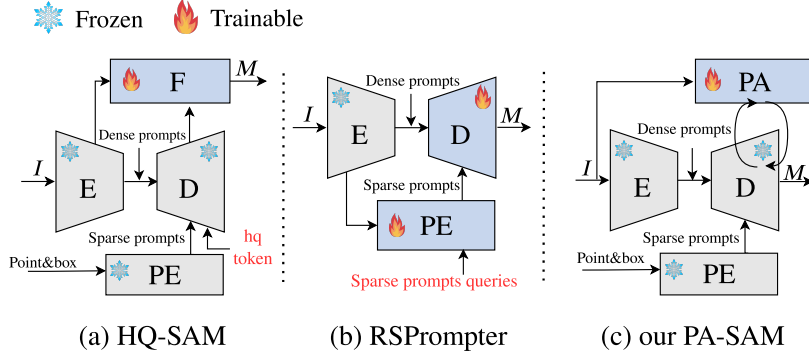 Frozen Trainable
F
M
Dense prompts
I
E
D
Sparse prompts
hq
token
Point&box
PE
(a) HQ-SAM
Dense prompts
I
E
D
M
Sparse prompts
PE
Sparse prompts queries
(b) RSPrompter
PA
Dense prompts
I
E
D
M
Sparse prompts
Point&box
PE
(c) our PA-SAM